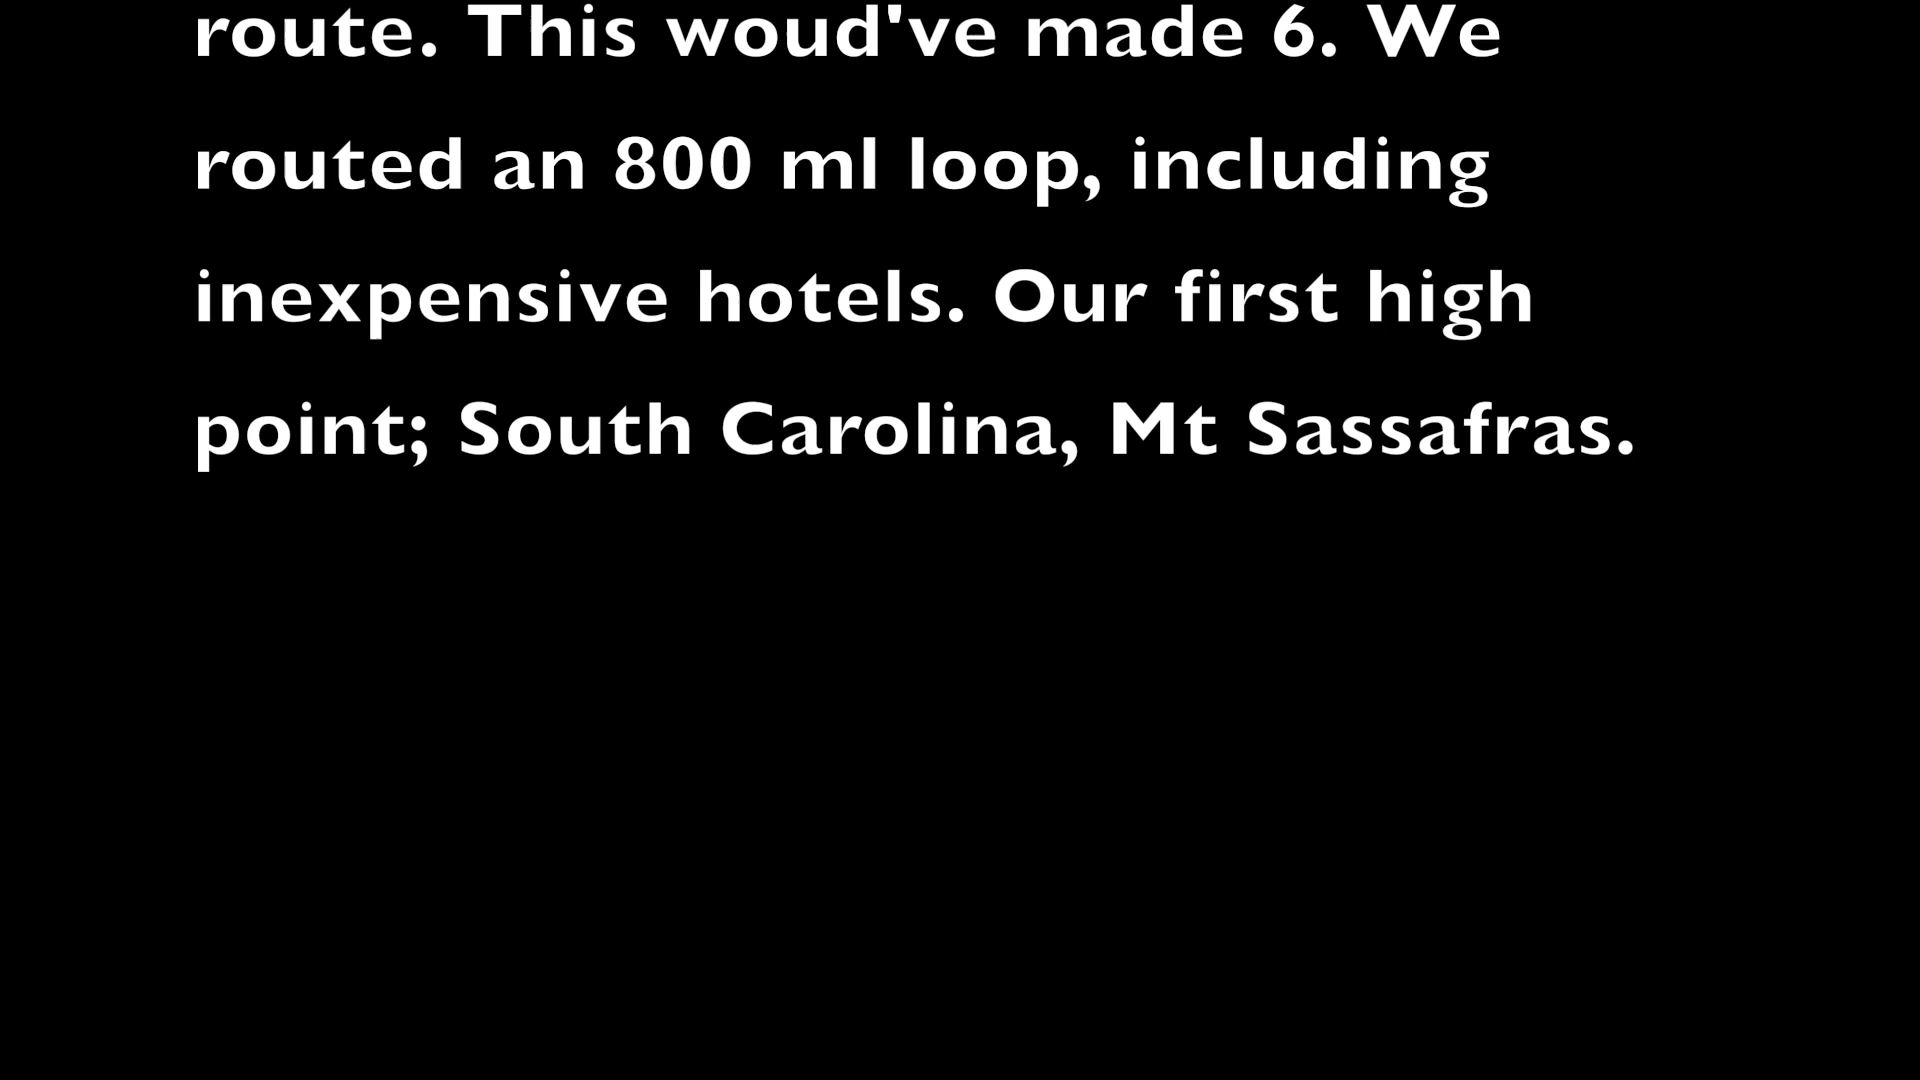 route. This woud've made 6. We
routed an 800 ml loop, including
inexpensive hotels. Our first high
point; South Carolina, Mt Sassafras.